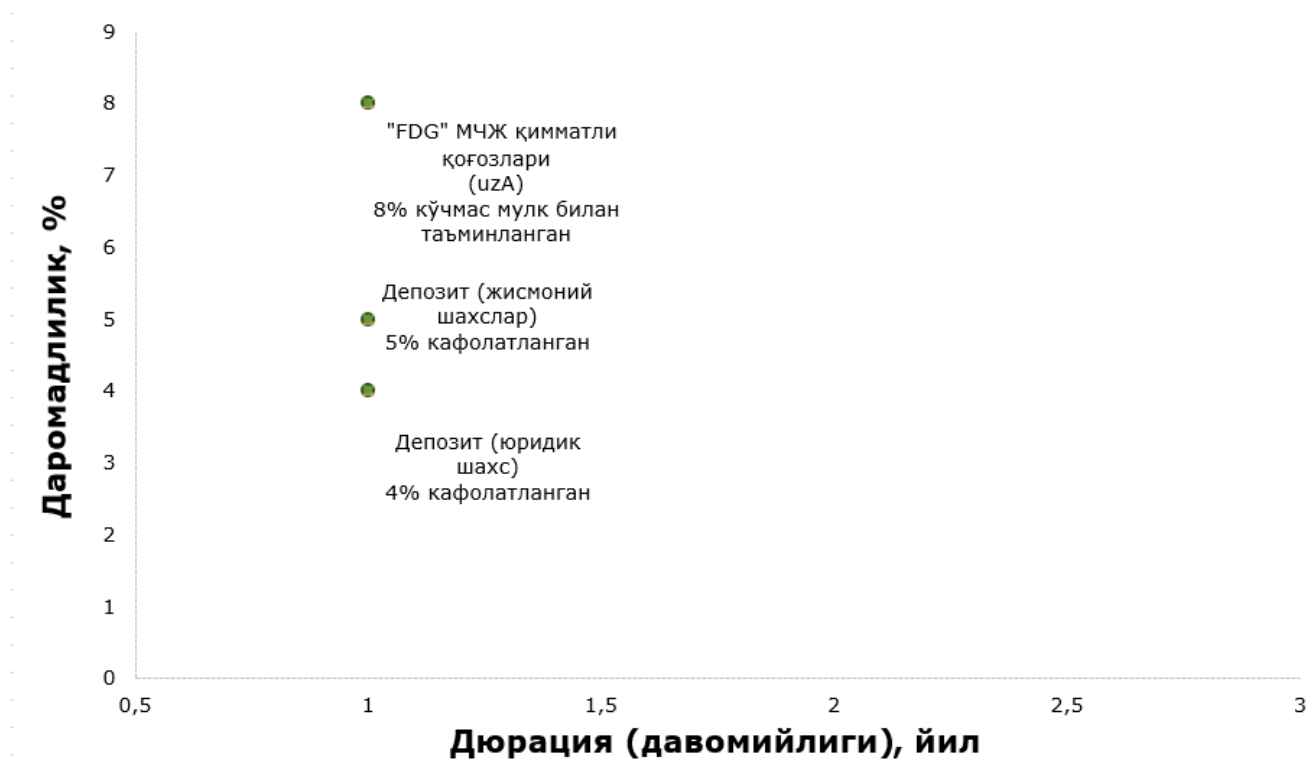 9
8
"FDG" МЧЖ қимматли
қоғозлари
(uzA)
8% кўчмас мулк билан
таъминланган
7
6
Депозит (жисмоний
шахслар)
5% кафолатланган
5
4
Депозит (юридик
шахс)
4% кафолатланган
3
2
1
0
Даромадлилик, %
0,5 1 1,5 2 2,5 3
Дюрация (давомийлиги), йил